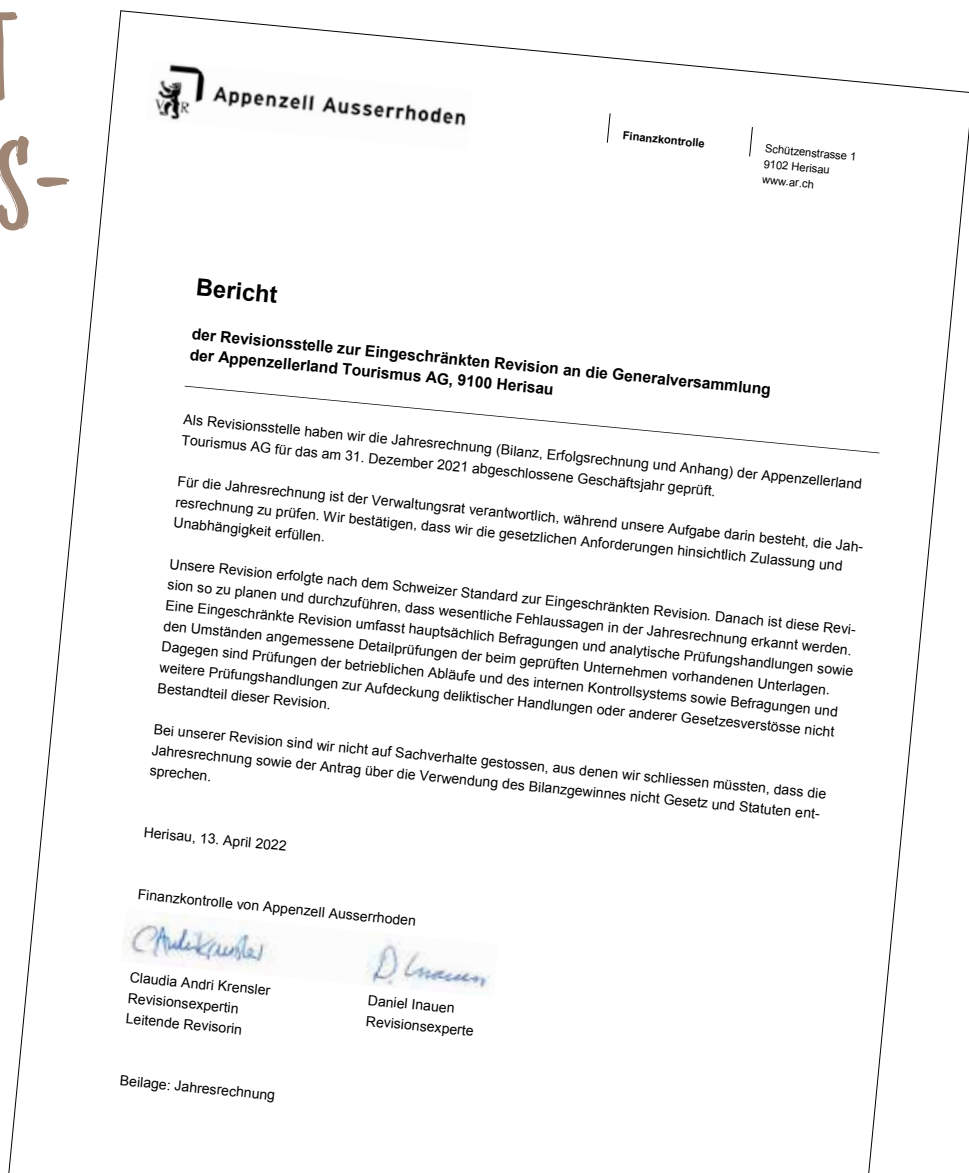 T
S-
VR
Appenzell Ausserrhoden
Finanzkontrolle
Schützenstrasse 1
9102 Herisau
www.ar.ch
Bericht
der Revisionsstelle zur Eingeschränkten Revision an die Generalversammlung
der Appenzellerland Tourismus AG, 9100 Herisau
Als Revisionsstelle haben wir die Jahresrechnung (Bilanz, Erfolgsrechnung und Anhang) der Appenzellerland
Tourismus AG für das am 31. Dezember 2021 abgeschlossene Geschäftsjahr geprüft.
Für die Jahresrechnung ist der Verwaltungsrat verantwortlich, während unsere Aufgabe darin besteht, die Jah-
resrechnung zu prüfen. Wir bestätigen, dass wir die gesetzlichen Anforderungen hinsichtlich Zulassung und
Unabhängigkeit erfüllen.
Unsere Revision erfolgte nach dem Schweizer Standard zur Eingeschränkten Revision. Danach ist diese Revi-
sion so zu planen und durchzuführen, dass wesentliche Fehlaussagen in der Jahresrechnung erkannt werden.
Eine Eingeschränkte Revision umfasst hauptsächlich Befragungen und analytische Prüfungshandlungen sowie
den Umständen angemessene Detailprüfungen der beim geprüften Unternehmen vorhandenen Unterlagen.
Dagegen sind Prüfungen der betrieblichen Abläufe und des internen Kontrollsystems sowie Befragungen und
weitere Prüfungshandlungen zur Aufdeckung deliktischer Handlungen oder anderer Gesetzesverstösse nicht
Bestandteil dieser Revision.
Bei unserer Revision sind wir nicht auf Sachverhalte gestossen, aus denen wir schliessen müssten, dass die
Jahresrechnung sowie der Antrag über die Verwendung des Bilanzgewinnes nicht Gesetz und Statuten ent-
sprechen.
Herisau, 13. April 2022
Finanzkontrolle von Appenzell Ausserrhoden
D. Inauen
Claudia Andri Krensler
Revisionsexpertin
Leitende Revisorin
Daniel Inauen
Revisionsexperte
Beilage: Jahresrechnung